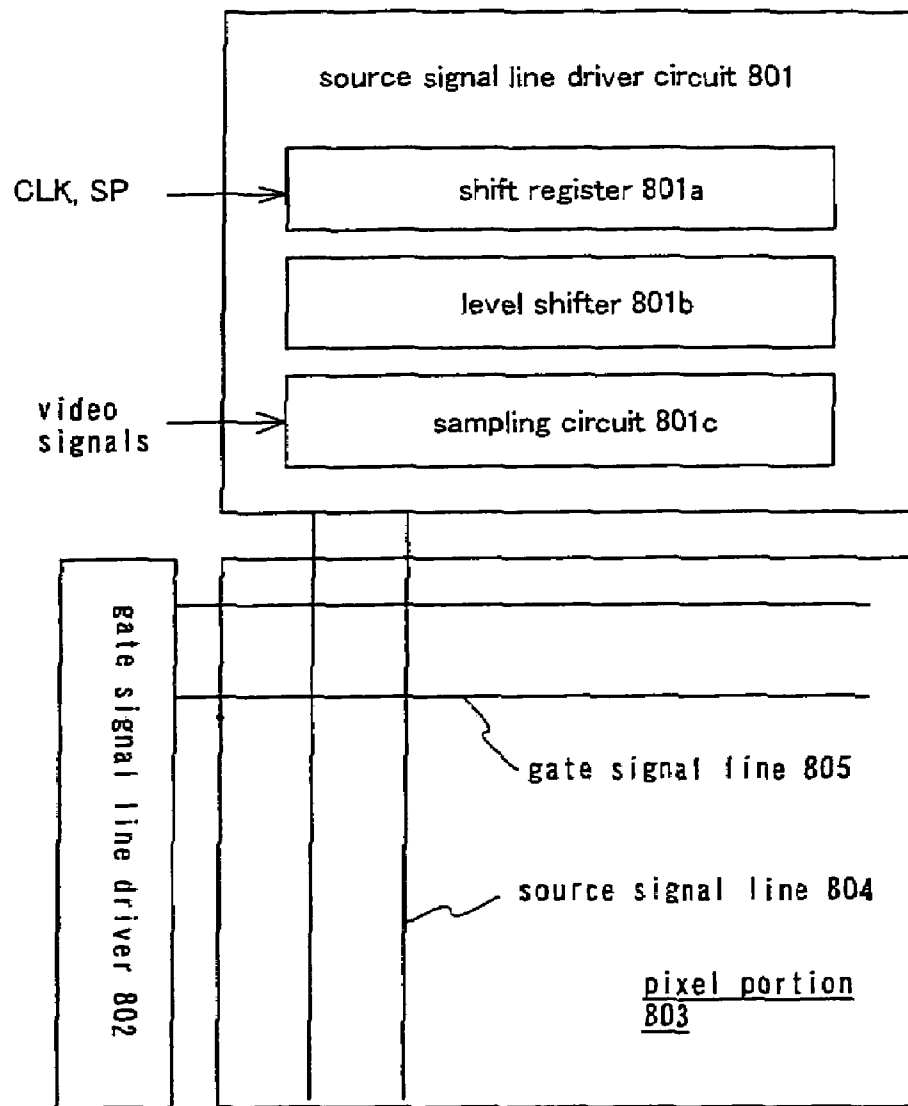 source signal line driver circuit 801
CLK, SP
shift register 801a
level shifter 801b
video
signals
sampling circuit 801c
gate signal line driver 802
gate signal line 805
source signal line 804
pixel portion
803